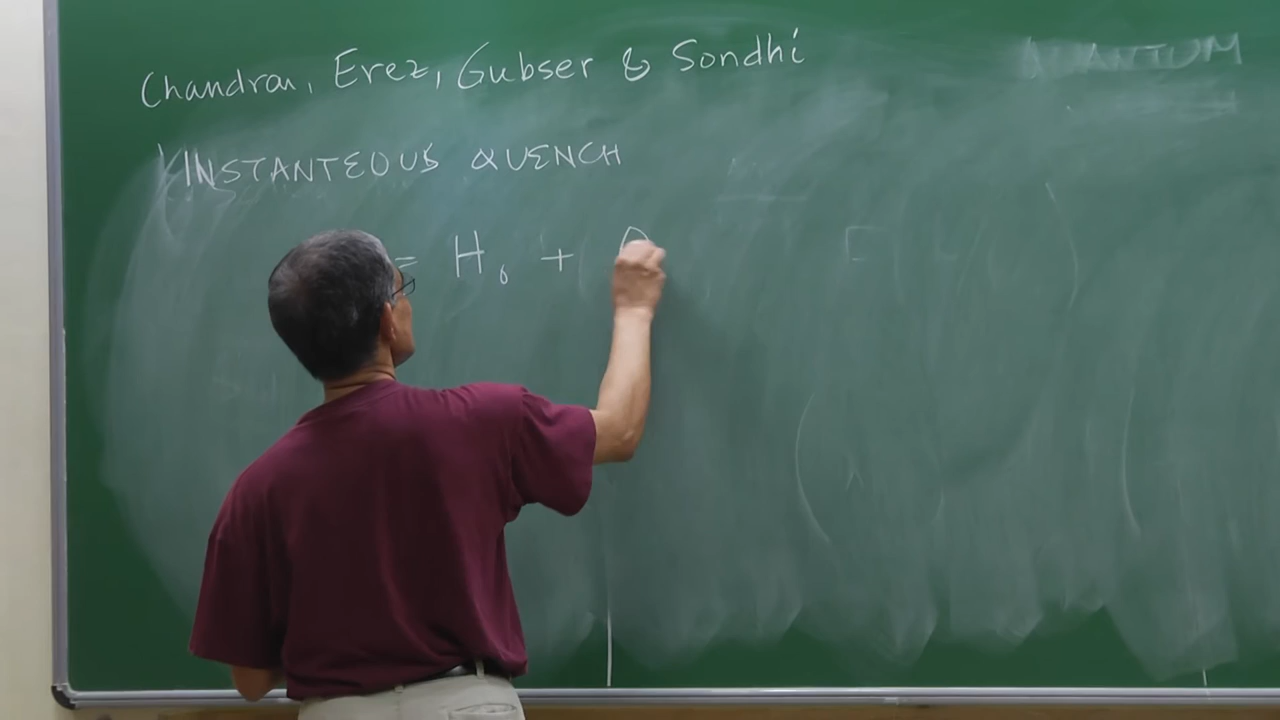 Chandran, Erez, Gubser & Sondhi
QUANTUM
INSTANTEOUS QUENCH
= H₀ +